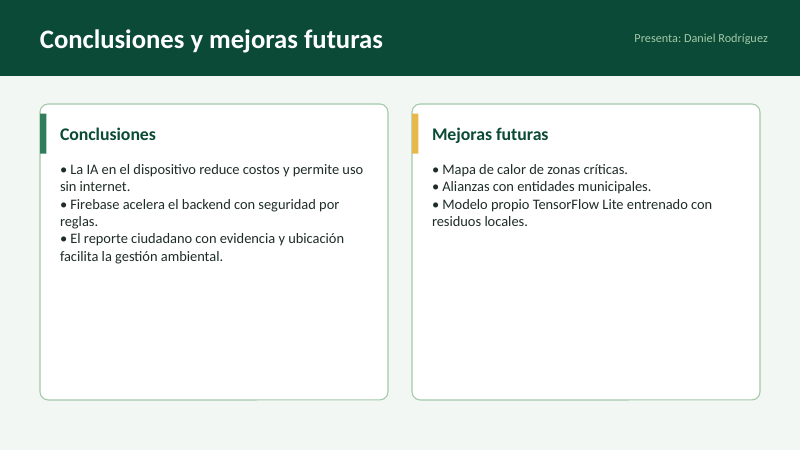 Conclusiones y mejoras futuras
Presenta: Daniel Rodríguez
Conclusiones
• La IA en el dispositivo reduce costos y permite uso
sin internet.
• Firebase acelera el backend con seguridad por
reglas.
• El reporte ciudadano con evidencia y ubicación
facilita la gestión ambiental.
Mejoras futuras
• Mapa de calor de zonas críticas.
• Alianzas con entidades municipales.
• Modelo propio TensorFlow Lite entrenado con
residuos locales.